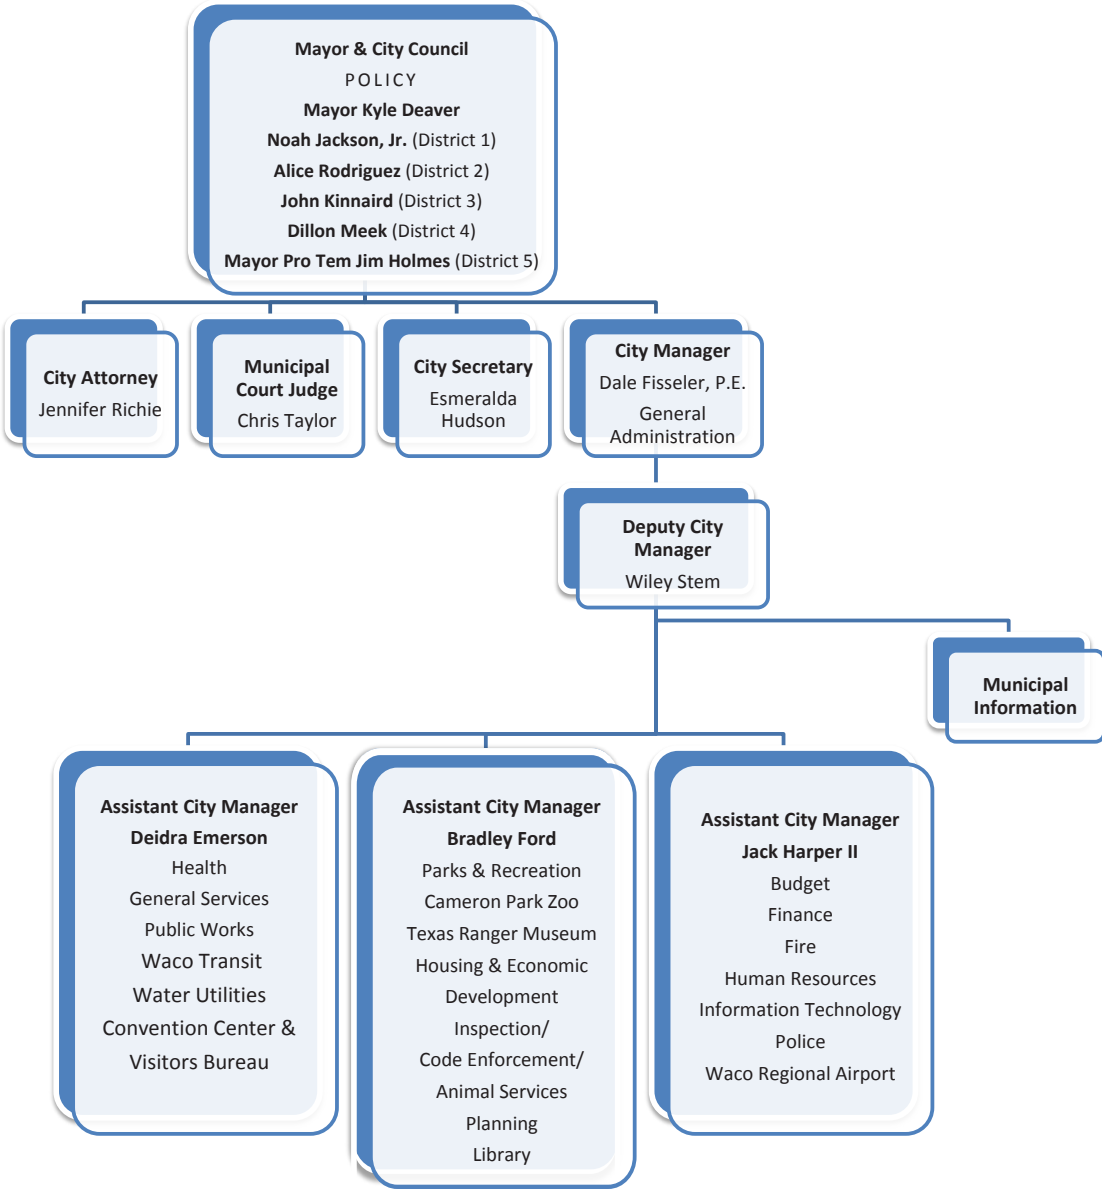 Mayor & City Council
POLICY
Mayor Kyle Deaver
Noah Jackson, Jr. (District 1)
Alice Rodriguez (District 2)
John Kinnaird (District 3)
Dillon Meek (District 4)
Mayor Pro Tem Jim Holmes (District 5)
City Attorney
Jennifer Richie
Municipal
Court Judge
Chris Taylor
City Secretary
Esmeralda
Hudson
City Manager
Dale Fisseler, P.E.
General
Administration
Deputy City
Manager
Wiley Stem
Municipal
Information
Assistant City Manager
Deidra Emerson
Health
General Services
Public Works
Waco Transit
Water Utilities
Convention Center &
Visitors Bureau
Assistant City Manager
Bradley Ford
Parks & Recreation
Cameron Park Zoo
Texas Ranger Museum
Housing & Economic
Development
Inspection/
Code Enforcement/
Animal Services
Planning
Library
Assistant City Manager
Jack Harper II
Budget
Finance
Fire
Human Resources
Information Technology
Police
Waco Regional Airport